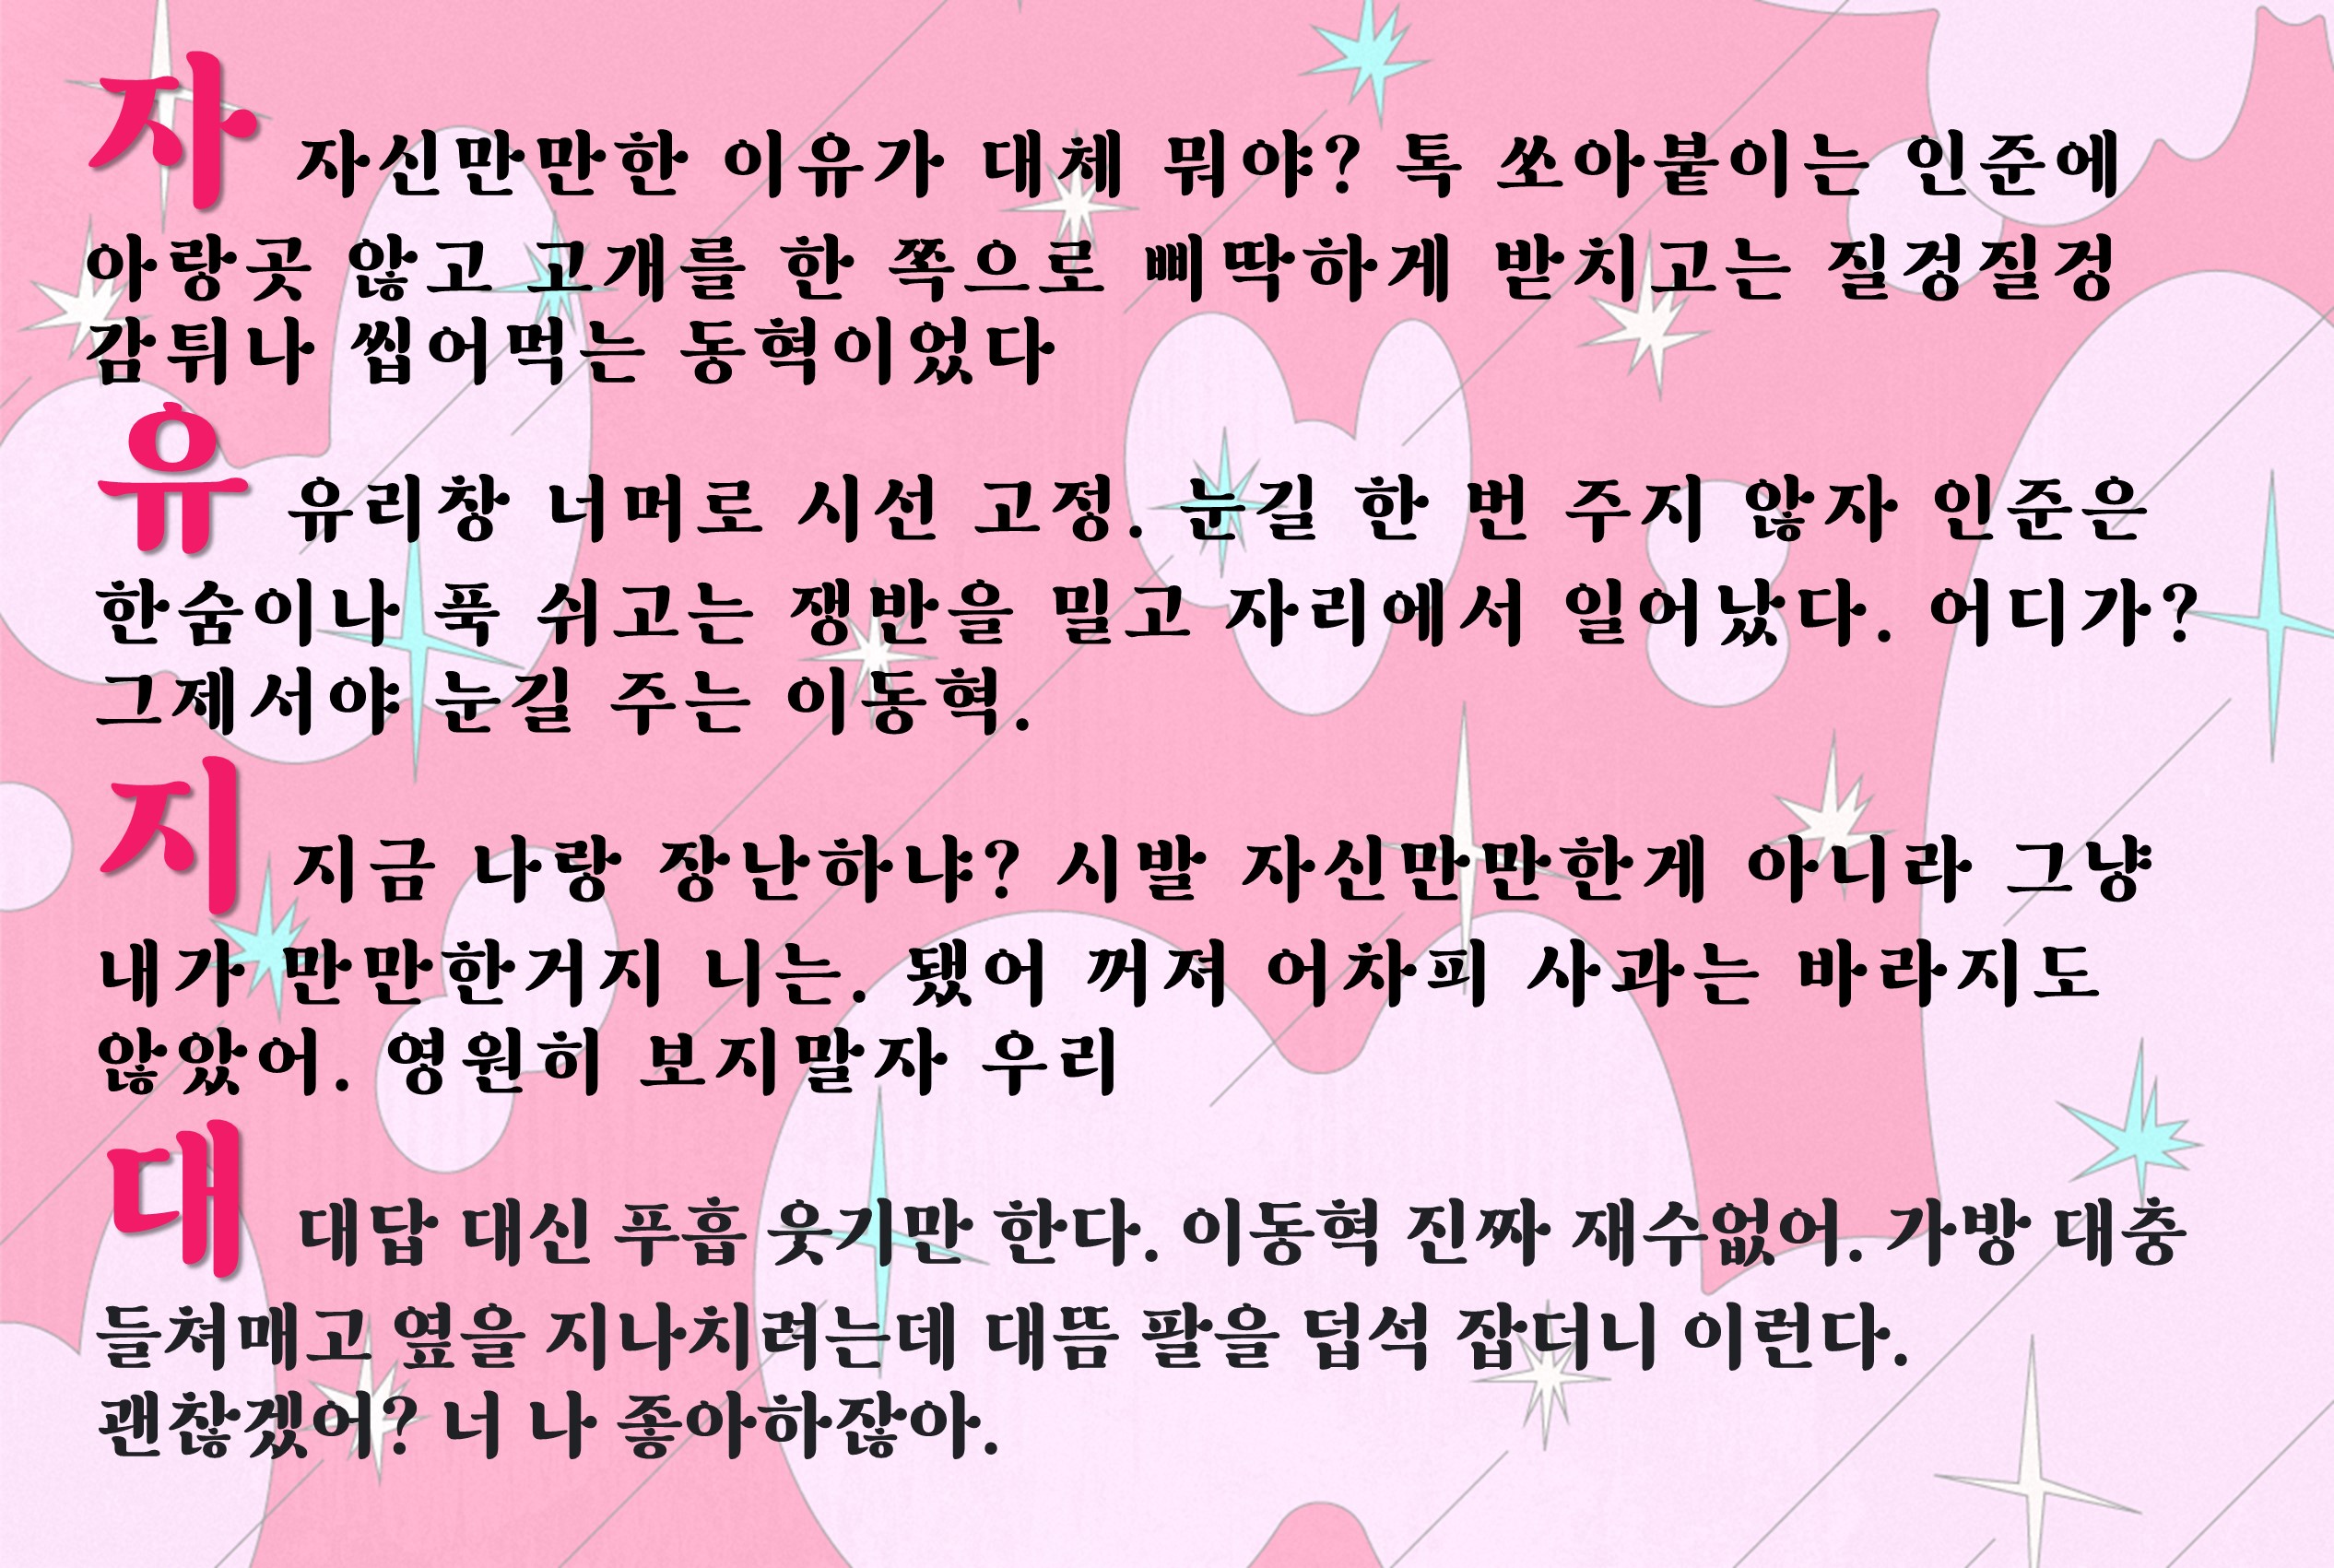 자 자신만만한 이유가 대체 뭐야? 톡 쏘아붙이는 인준에
아랑곳 않고 고개를 한 쪽으로 삐딱하게 받치고는 질겅질겅
감튀나 씹어먹는 동혁이었다
유 유리창 너머로 시선 고정. 눈길 한 번 주지 않자 인준은
한숨이나 푹 쉬고는 쟁반을 밀고 자리에서 일어났다. 어디가?
그제서야 눈길 주는 이동혁.
지 지금 나랑 장난하냐? 시발 자신만만한게 아니라 그냥
내가 만만한거지 니는. 됐어 꺼져 어차피 사과는 바라지도
않았어. 영원히 보지말자 우리
대 대답 대신 푸흡 웃기만 한다. 이동혁 진짜 재수없어. 가방 대충
들쳐매고 옆을 지나치려는데 대뜸 팔을 덥석 잡더니 이런다.
괜찮겠어? 너 나 좋아하잖아.